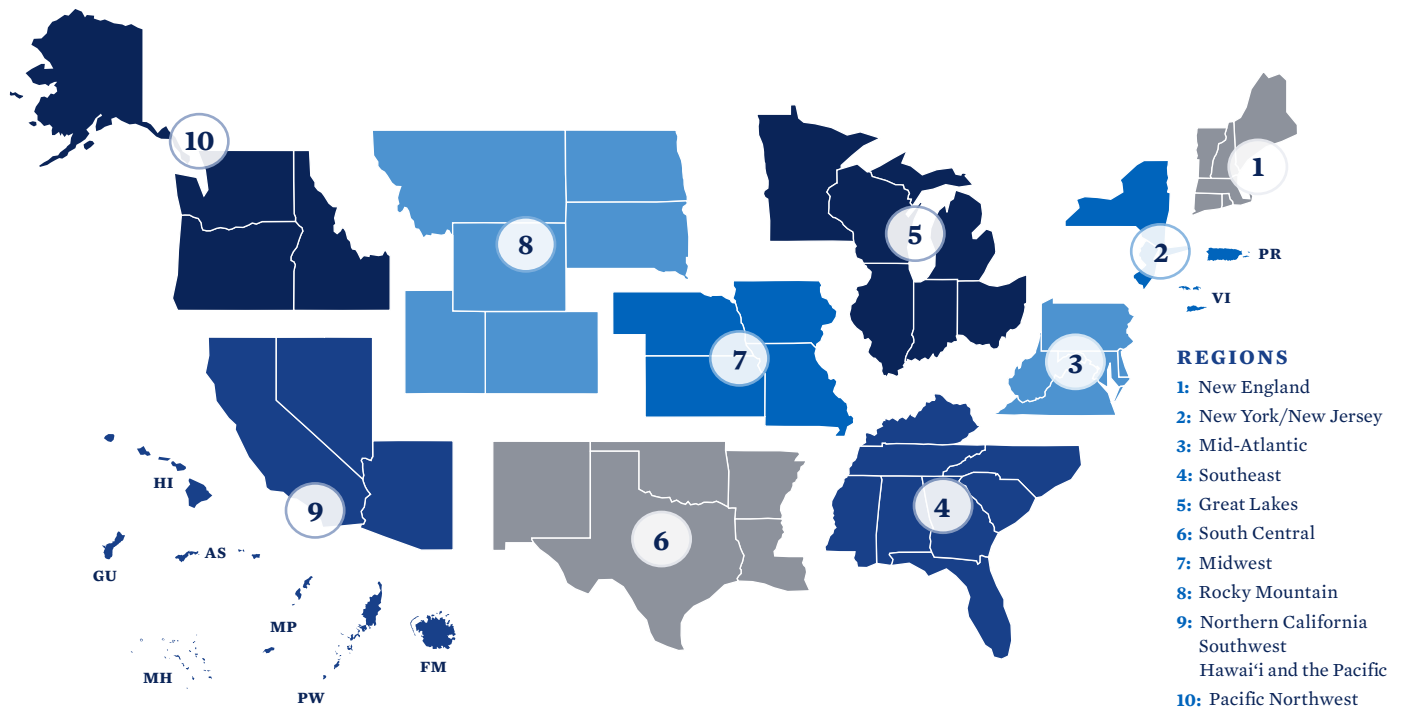 10
8
5
1
2
PR
VI
7
3
HI
9
4
6
AS
GU
MP
MH
PW
FM
REGIONS
1: New England
2: New York/New Jersey
3: Mid-Atlantic
4: Southeast
5: Great Lakes
6: South Central
7: Midwest
8: Rocky Mountain
9: Northern California
Southwest
Hawai‘i and the Pacific
10: Pacific Northwest